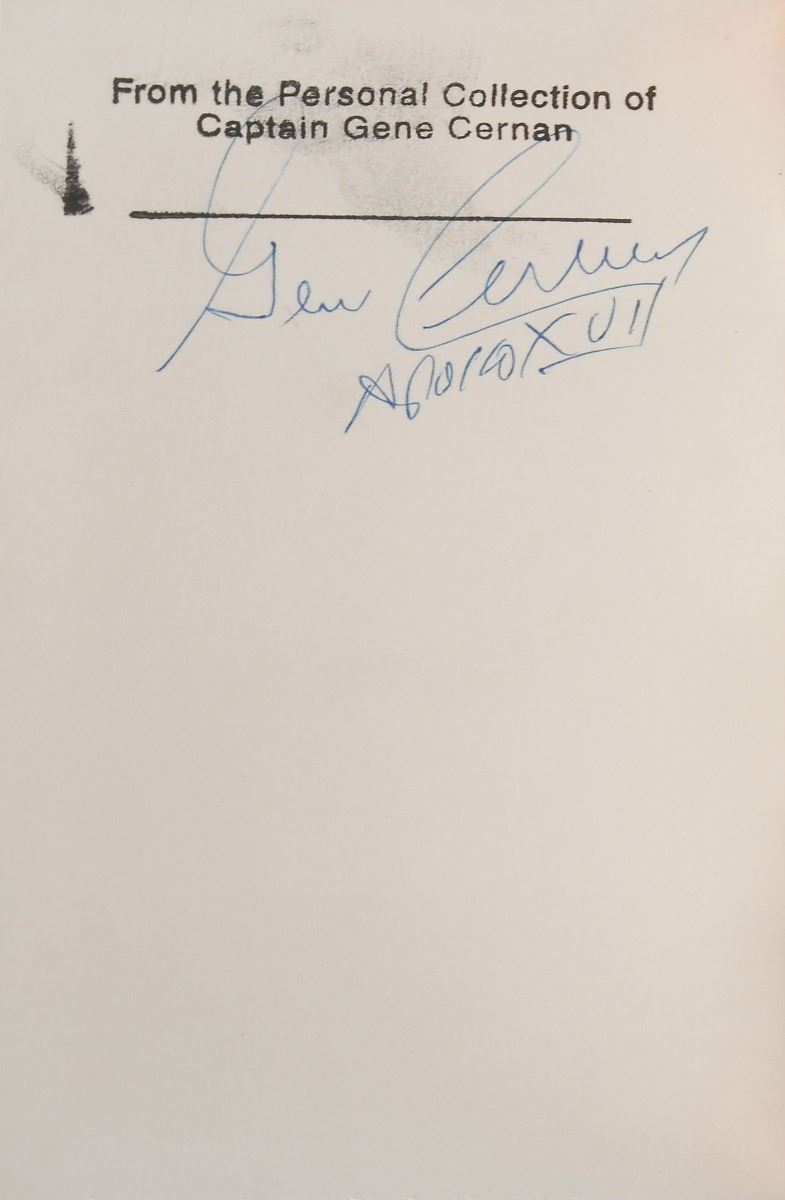 From the Personal Collection of
Captain Gene Cernan
Gene Cernan
Apollo XVII